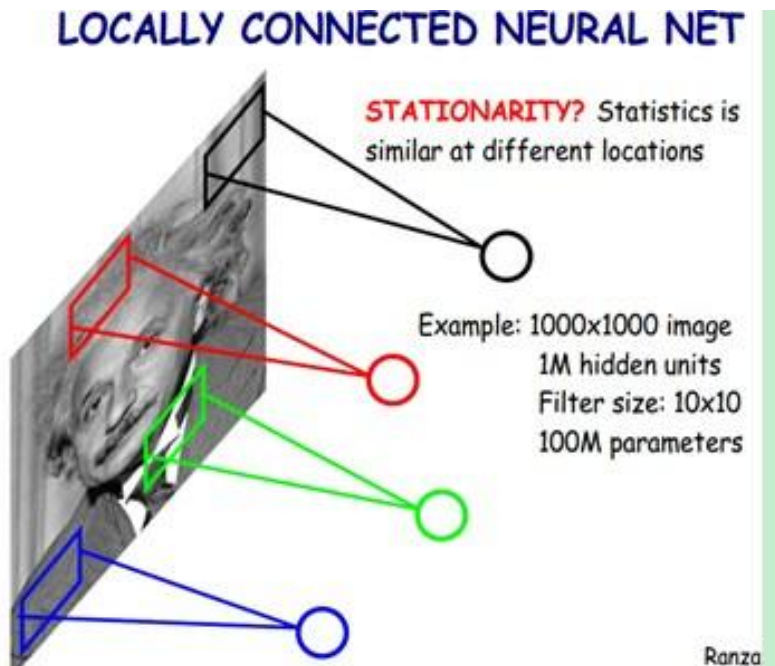 LOCALLY CONNECTED NEURAL NET
STATIONARITY? Statistics is
similar at different locations
Example: 1000x1000 image
1M hidden units
Filter size: 10x10
100M parameters
Ranza